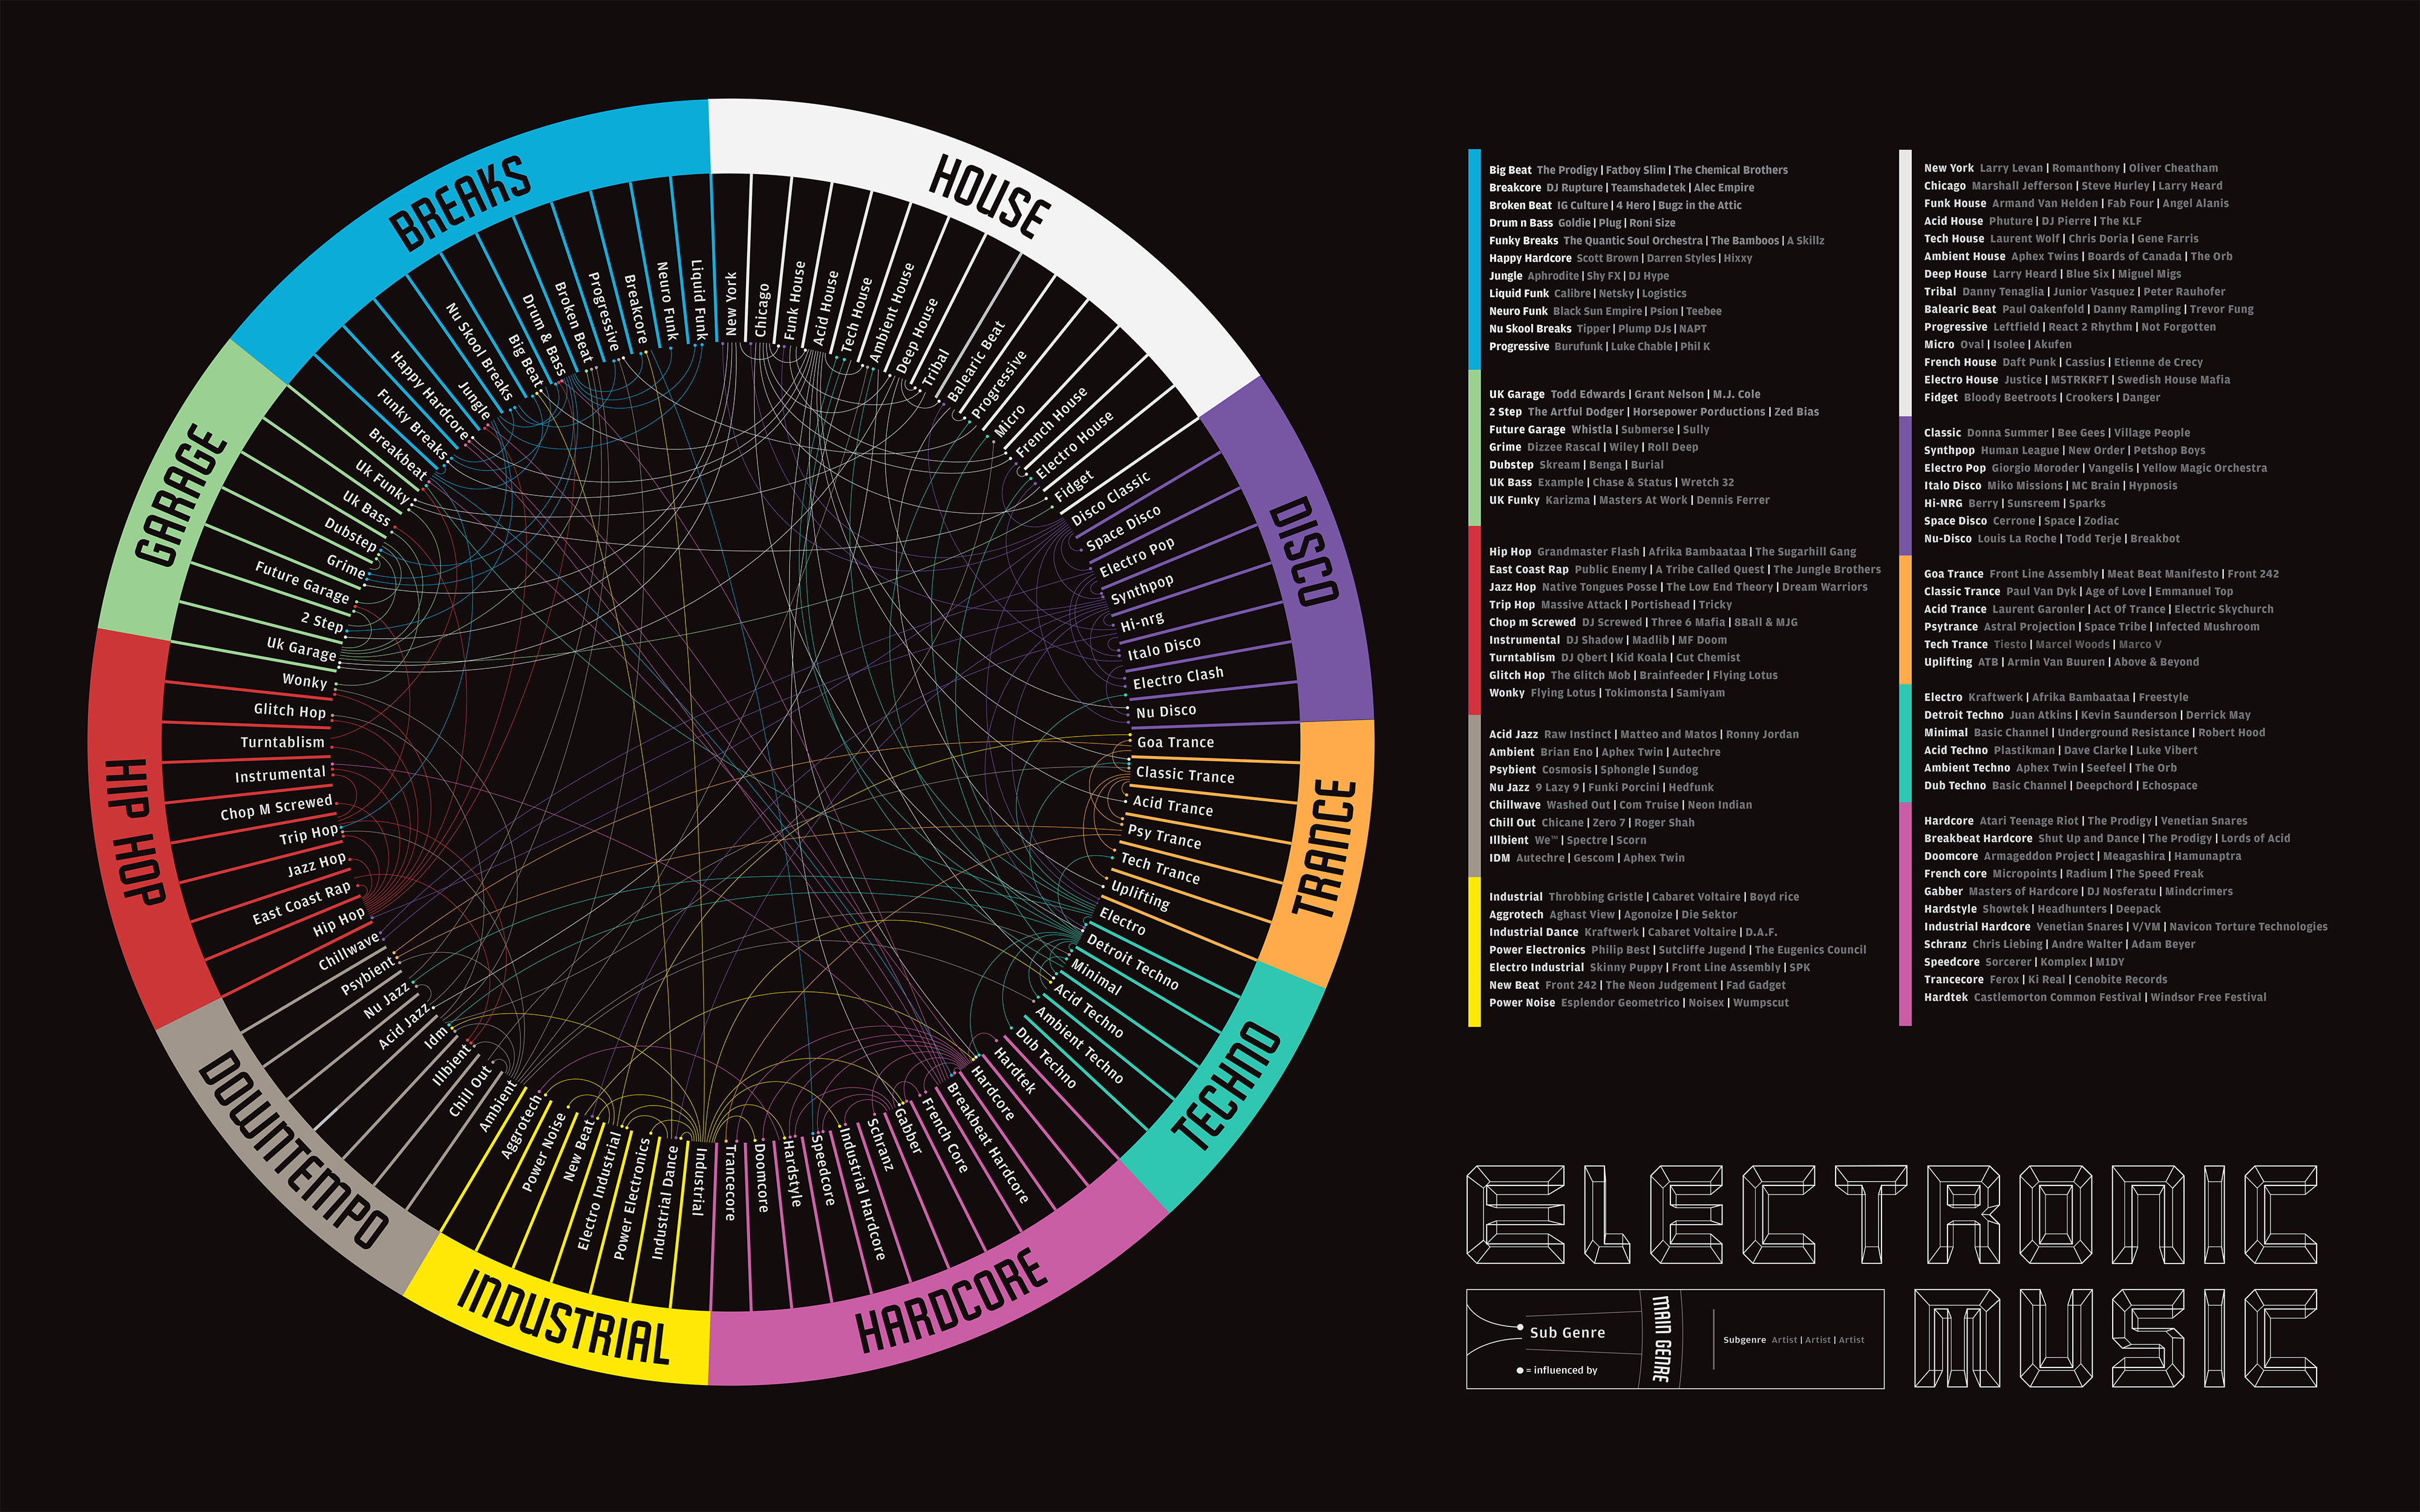 BREAKS
HOUSE
DISCO
TRANCE
TECHNO
HARDCORE
INDUSTRIAL
DOWNTEMPO
HIP HOP
GARAGE
New York
Chicago
Funk House
Acid House
Tech House
Ambient House
Deep House
Tribal
Balearic Beat
Progressive
Micro
French House
Electro House
Fidget
Disco Classic
Space Disco
Electro Pop
Synthpop
Hi-nrg
Italo Disco
Electro Clash
Nu Disco
Goa Trance
Classic Trance
Acid Trance
Psy Trance
Tech Trance
Uplifting
Electro
Detroit Techno
Minimal
Acid Techno
Ambient Techno
Dub Techno
Hardtek
Hardcore
Breakbeat Hardcore
French Core
Gabber
Schranz
Industrial Hardcore
Speedcore
Hardstyle
Doomcore
Trancecore
Industrial
Industrial Dance
Power Electronics
Electro Industrial
New Beat
Power Noise
Aggrotech
Ambient
Chill Out
Illbient
Idm
Acid Jazz
Nu Jazz
Psybient
Chillwave
Hip Hop
East Coast Rap
Jazz Hop
Trip Hop
Chop M Screwed
Instrumental
Turntablism
Glitch Hop
Wonky
Uk Garage
2 Step
Future Garage
Grime
Dubstep
Uk Bass
Uk Funky
Breakbeat
Funky Breaks
Happy Hardcore
Jungle
Nu Skool Breaks
Big Beat
Drum & Bass
Broken Beat
Progressive
Breakcore
Neuro Funk
Liquid Funk
Big Beat The Prodigy | Fatboy Slim | The Chemical Brothers
Breakcore DJ Rupture | Teamshadetek | Alec Empire
Broken Beat IG Culture | 4 Hero | Bugz in the Attic
Drum n Bass Goldie | Plug | Roni Size
Funky Breaks The Quantic Soul Orchestra | The Bamboos | A Skillz
Happy Hardcore Scott Brown | Darren Styles | Hixxy
Jungle Aphrodite | Shy FX | DJ Hype
Liquid Funk Calibre | Netsky | Logistics
Neuro Funk Black Sun Empire | Psion | Teebee
Nu Skool Breaks Tipper | Plump DJs | NAPT
Progressive Burufunk | Luke Chable | Phil K
UK Garage Todd Edwards | Grant Nelson | M.J. Cole
2 Step The Artful Dodger | Horsepower Porductions | Zed Bias
Future Garage Whistla | Submerse | Sully
Grime Dizzee Rascal | Wiley | Roll Deep
Dubstep Skream | Benga | Burial
UK Bass Example | Chase & Status | Wretch 32
UK Funky Karizma | Masters At Work | Dennis Ferrer
Hip Hop Grandmaster Flash | Afrika Bambaataa | The Sugarhill Gang
East Coast Rap Public Enemy | A Tribe Called Quest | The Jungle Brothers
Jazz Hop Native Tongues Posse | The Low End Theory | Dream Warriors
Trip Hop Massive Attack | Portishead | Tricky
Chop m Screwed DJ Screwed | Three 6 Mafia | 8Ball & MJG
Instrumental DJ Shadow | Madlib | MF Doom
Turntablism DJ Qbert | Kid Koala | Cut Chemist
Glitch Hop The Glitch Mob | Brainfeeder | Flying Lotus
Wonky Flying Lotus | Tokimonsta | Samiyam
Acid Jazz Raw Instinct | Matteo and Matos | Ronny Jordan
Ambient Brian Eno | Aphex Twin | Autechre
Psybient Cosmosis | Sphongle | Sundog
Nu Jazz 9 Lazy 9 | Funki Porcini | Hedfunk
Chillwave Washed Out | Com Truise | Neon Indian
Chill Out Chicane | Zero 7 | Roger Shah
Illbient We™ | Spectre | Scorn
IDM Autechre | Gescom | Aphex Twin
Industrial Throbbing Gristle | Cabaret Voltaire | Boyd rice
Aggrotech Aghast View | Agonoize | Die Sektor
Industrial Dance Kraftwerk | Cabaret Voltaire | D.A.F.
Power Electronics Philip Best | Sutcliffe Jugend | The Eugenics Council
Electro Industrial Skinny Puppy | Front Line Assembly | SPK
New Beat Front 242 | The Neon Judgement | Fad Gadget
Power Noise Esplendor Geometrico | Noisex | Wumpscut
New York Larry Levan | Romanthony | Oliver Cheatham
Chicago Marshall Jefferson | Steve Hurley | Larry Heard
Funk House Armand Van Helden | Fab Four | Angel Alanis
Acid House Phuture | DJ Pierre | The KLF
Tech House Laurent Wolf | Chris Doria | Gene Farris
Ambient House Aphex Twins | Boards of Canada | The Orb
Deep House Larry Heard | Blue Six | Miguel Migs
Tribal Danny Tenaglia | Junior Vasquez | Peter Rauhofer
Balearic Beat Paul Oakenfold | Danny Rampling | Trevor Fung
Progressive Leftfield | React 2 Rhythm | Not Forgotten
Micro Oval | Isolee | Akufen
French House Daft Punk | Cassius | Etienne de Crecy
Electro House Justice | MSTRKRFT | Swedish House Mafia
Fidget Bloody Beetroots | Crookers | Danger
Classic Donna Summer | Bee Gees | Village People
Synthpop Human League | New Order | Petshop Boys
Electro Pop Giorgio Moroder | Vangelis | Yellow Magic Orchestra
Italo Disco Miko Missions | MC Brain | Hypnosis
Hi-NRG Berry | Sunsreem | Sparks
Space Disco Cerrone | Space | Zodiac
Nu-Disco Louis La Roche | Todd Terje | Breakbot
Goa Trance Front Line Assembly | Meat Beat Manifesto | Front 242
Classic Trance Paul Van Dyk | Age of Love | Emmanuel Top
Acid Trance Laurent Garonler | Act Of Trance | Electric Skychurch
Psytrance Astral Projection | Space Tribe | Infected Mushroom
Tech Trance Tiesto | Marcel Woods | Marco V
Uplifting ATB | Armin Van Buuren | Above & Beyond
Electro Kraftwerk | Afrika Bambaataa | Freestyle
Detroit Techno Juan Atkins | Kevin Saunderson | Derrick May
Minimal Basic Channel | Underground Resistance | Robert Hood
Acid Techno Plastikman | Dave Clarke | Luke Vibert
Ambient Techno Aphex Twin | Seefeel | The Orb
Dub Techno Basic Channel | Deepchord | Echospace
Hardcore Atari Teenage Riot | The Prodigy | Venetian Snares
Breakbeat Hardcore Shut Up and Dance | The Prodigy | Lords of Acid
Doomcore Armageddon Project | Meagashira | Hamunaptra
French core Micropoints | Radium | The Speed Freak
Gabber Masters of Hardcore | DJ Nosferatu | Mindcrimers
Hardstyle Showtek | Headhunters | Deepack
Industrial Hardcore Venetian Snares | V/VM | Navicon Torture Technologies
Schranz Chris Liebing | Andre Walter | Adam Beyer
Speedcore Sorcerer | Komplex | M1DY
Trancecore Ferox | Ki Real | Cenobite Records
Hardtek Castlemorton Common Festival | Windsor Free Festival
ELECTRONIC
MUSIC
Sub Genre
= influenced by
MAIN GENRE
Subgenre Artist | Artist | Artist